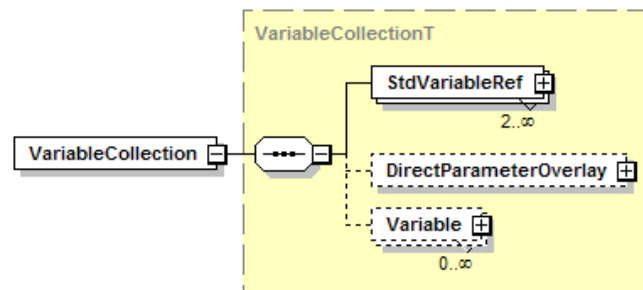 VariableCollectionT
StdVariableRef
2..∞
VariableCollection
DirectParameterOverlay
Variable
0..∞